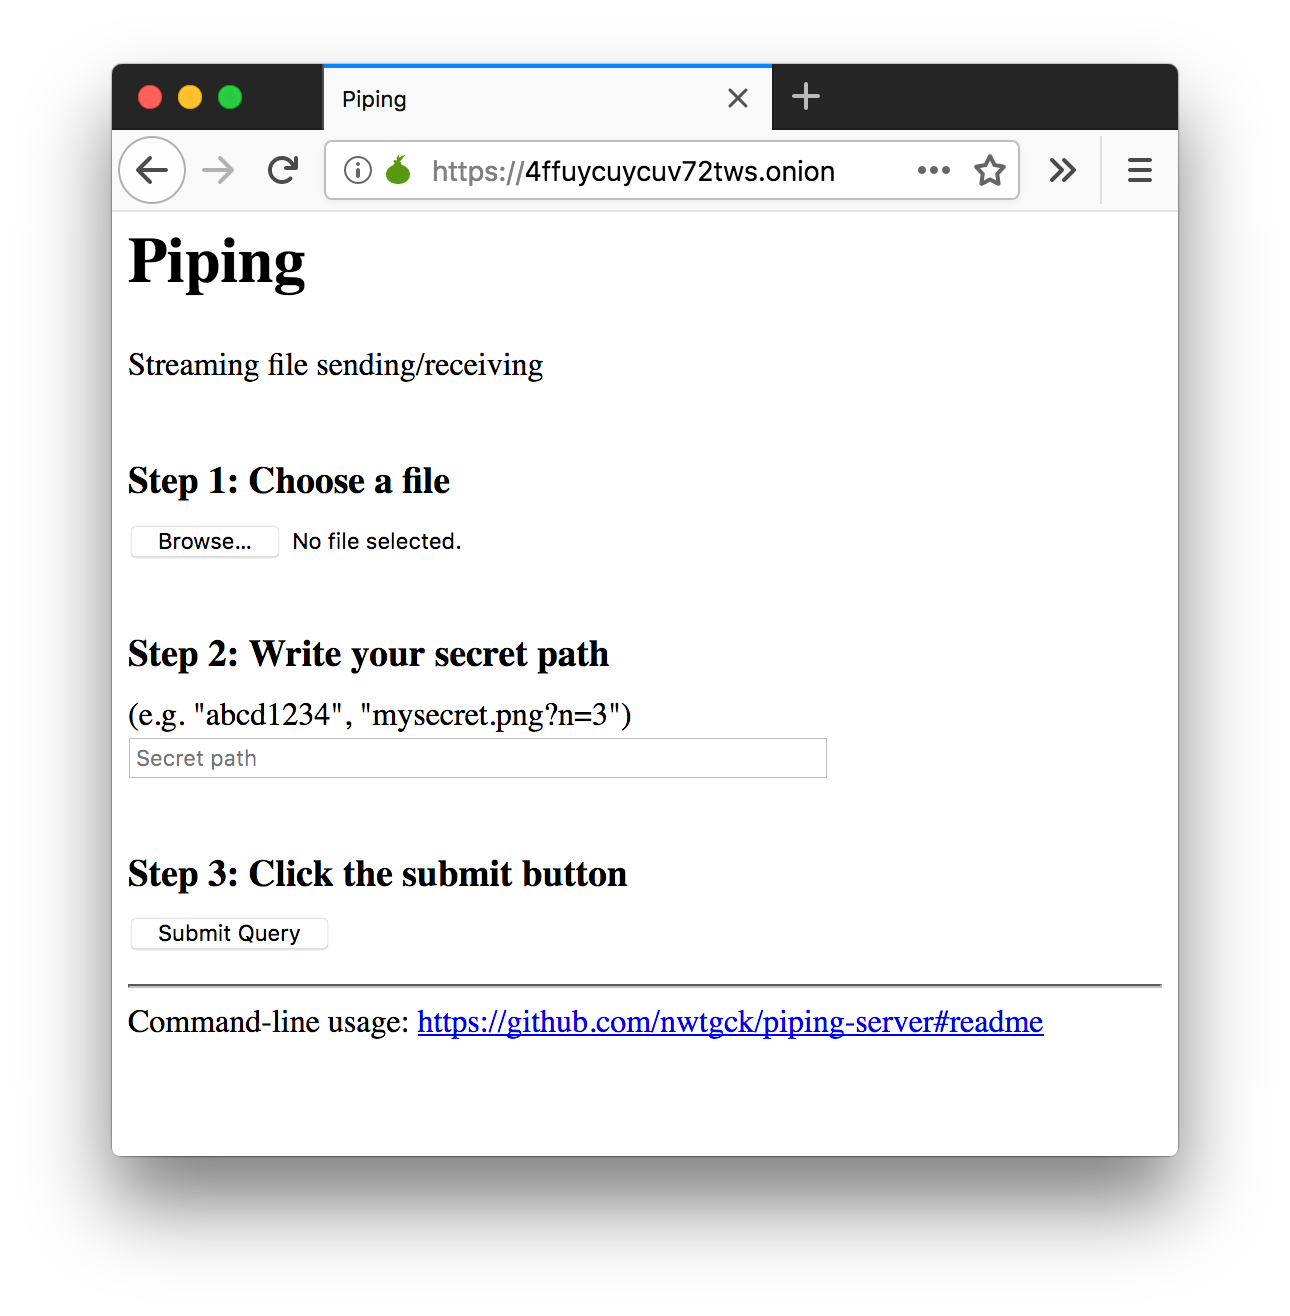 Piping
https://4ffuycuycuv72tws.onion
Piping
Streaming file sending/receiving
Step 1: Choose a file
Browse... No file selected.
Step 2: Write your secret path
(e.g. "abcd1234", "mysecret.png?n=3")
Secret path
Step 3: Click the submit button
Submit Query
Command-line usage: https://github.com/nwtgck/piping-server#readme